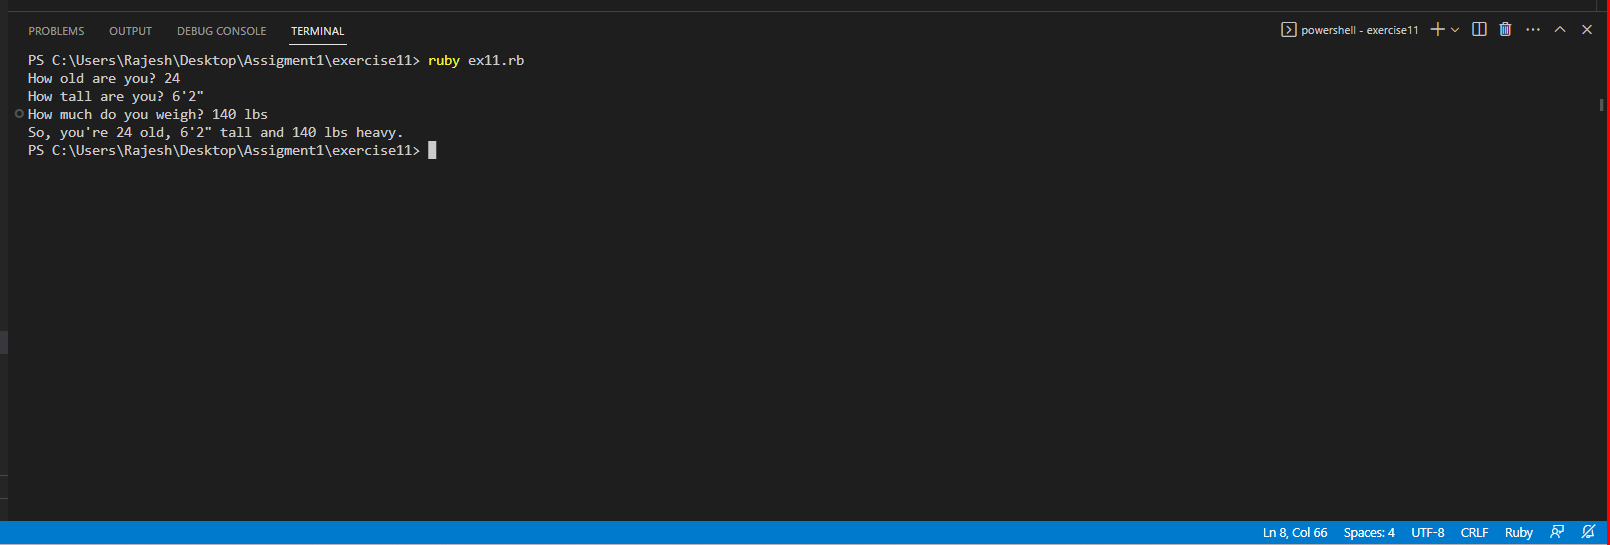 PROBLEMS OUTPUT DEBUG CONSOLE TERMINAL powershell - exercise11
PS C:\Users\Rajesh\Desktop\Assigment1\exercise11> ruby ex11.rb
How old are you? 24
How tall are you? 6'2"
How much do you weigh? 140 lbs
So, you're 24 old, 6'2" tall and 140 lbs heavy.
PS C:\Users\Rajesh\Desktop\Assigment1\exercise11>
Ln 8, Col 66 Spaces: 4 UTF-8 CRLF Ruby